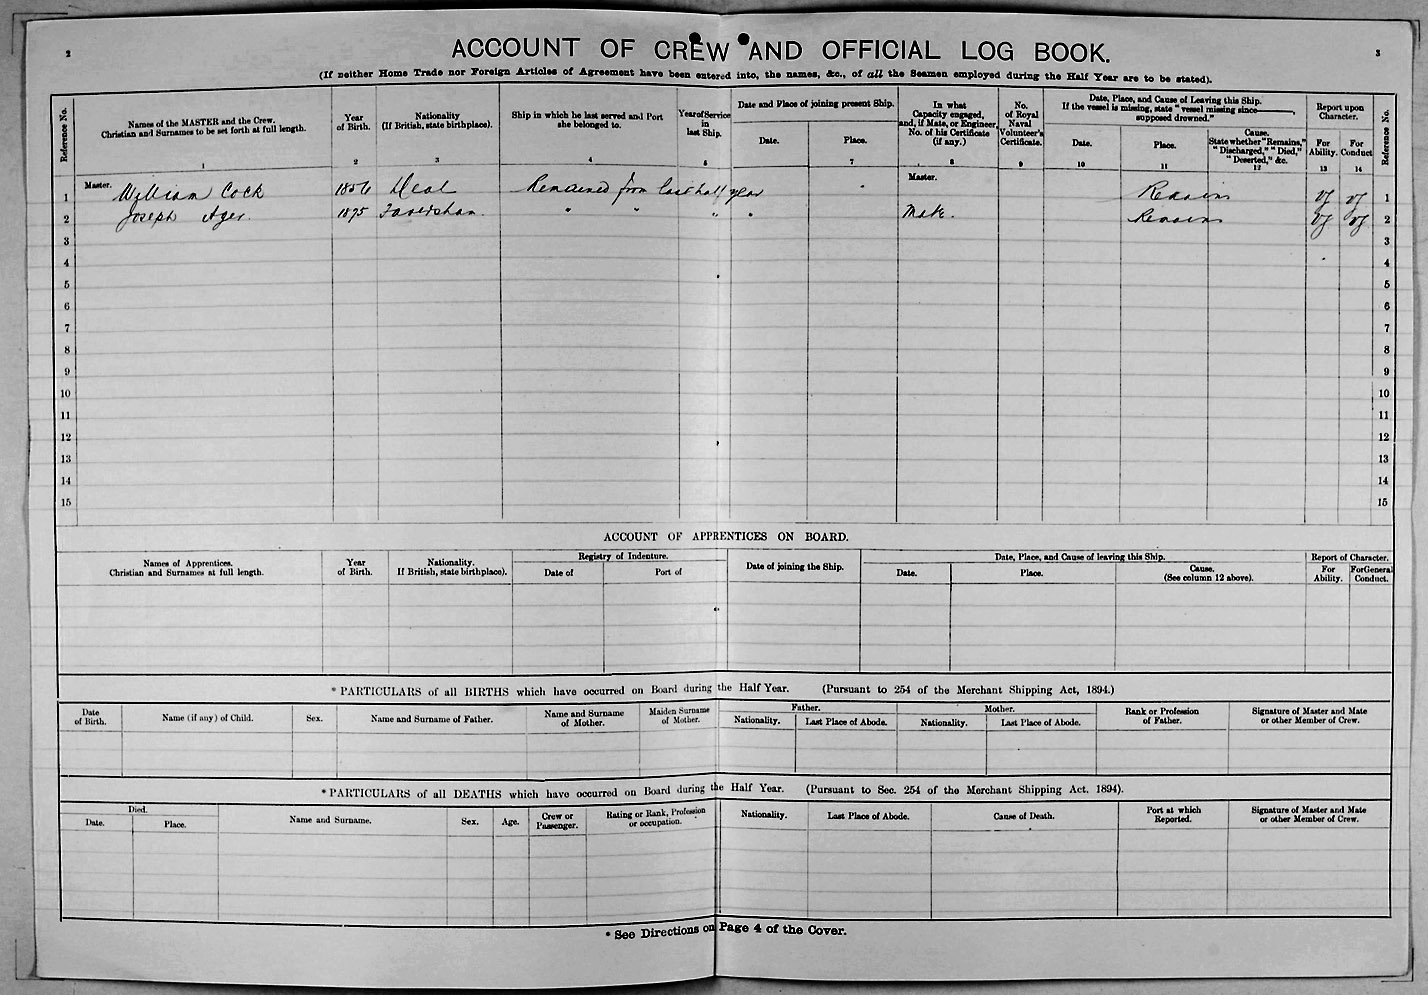 2
3
ACCOUNT OF CREW AND OFFICIAL LOG BOOK.
(If neither Home Trade nor Foreign Articles of Agreement have been entered into, the names, &c., of all the Seamen employed during the Half Year are to be stated).
Reference No.
Names of the MASTER and the Crew.
Christian and Surnames to be set forth at full length.
1
Year of Birth.
2
Nationality
(If British, state birthplace).
3
Ship in which he last served and Port she belonged to.
4
Year of Service in last Ship.
5
Date and Place of joining present Ship.
Date.
Place.
7
In what Capacity engaged, and, if Mate, or Engineer, No. of his Certificate (if any.)
8
No. of Royal Naval Volunteer's Certificate.
9
Date, Place, and Cause of Leaving this Ship.
If the vessel is missing, state "vessel missing since———, supposed drowned."
Date.
10
Place.
11
Cause.
State whether "Remains," "Discharged," "Died," "Deserted," &c.
12
Report upon Character.
For Ability.
13
For Conduct
14
Reference No.
1 Master. William Cock 1856 Deal Remained from last half year Master. Remains VG VG 1
2 Joseph Ager 1875 Faversham " " " " Mate. Remains VG VG 2
3 3
4 4
5 5
6 6
7 7
8 8
9 9
10 10
11 11
12 12
13 13
14 14
15 15
ACCOUNT OF APPRENTICES ON BOARD.
Names of Apprentices.
Christian and Surnames at full length.
Year of Birth.
Nationality.
If British, state birthplace).
Registry of Indenture.
Date of
Port of
Date of joining the Ship.
Date, Place, and Cause of leaving this Ship.
Date.
Place.
Cause.
(See column 12 above).
Report of Character.
For Ability.
For General Conduct.
* PARTICULARS of all BIRTHS which have occurred on Board during the Half Year. (Pursuant to 254 of the Merchant Shipping Act, 1894.)
Date of Birth.
Name (if any) of Child.
Sex.
Name and Surname of Father.
Name and Surname of Mother.
Maiden Surname of Mother.
Father.
Nationality.
Last Place of Abode.
Mother.
Nationality.
Last Place of Abode.
Rank or Profession of Father.
Signature of Master and Mate or other Member of Crew.
* PARTICULARS of all DEATHS which have occurred on Board during the Half Year. (Pursuant to Sec. 254 of the Merchant Shipping Act. 1894).
Died.
Date.
Place.
Name and Surname.
Sex.
Age.
Crew or Passenger.
Rating or Rank, Profession or occupation.
Nationality.
Last Place of Abode.
Cause of Death.
Port at which Reported.
Signature of Master and Mate or other Member of Crew.
* See Directions on Page 4 of the Cover.